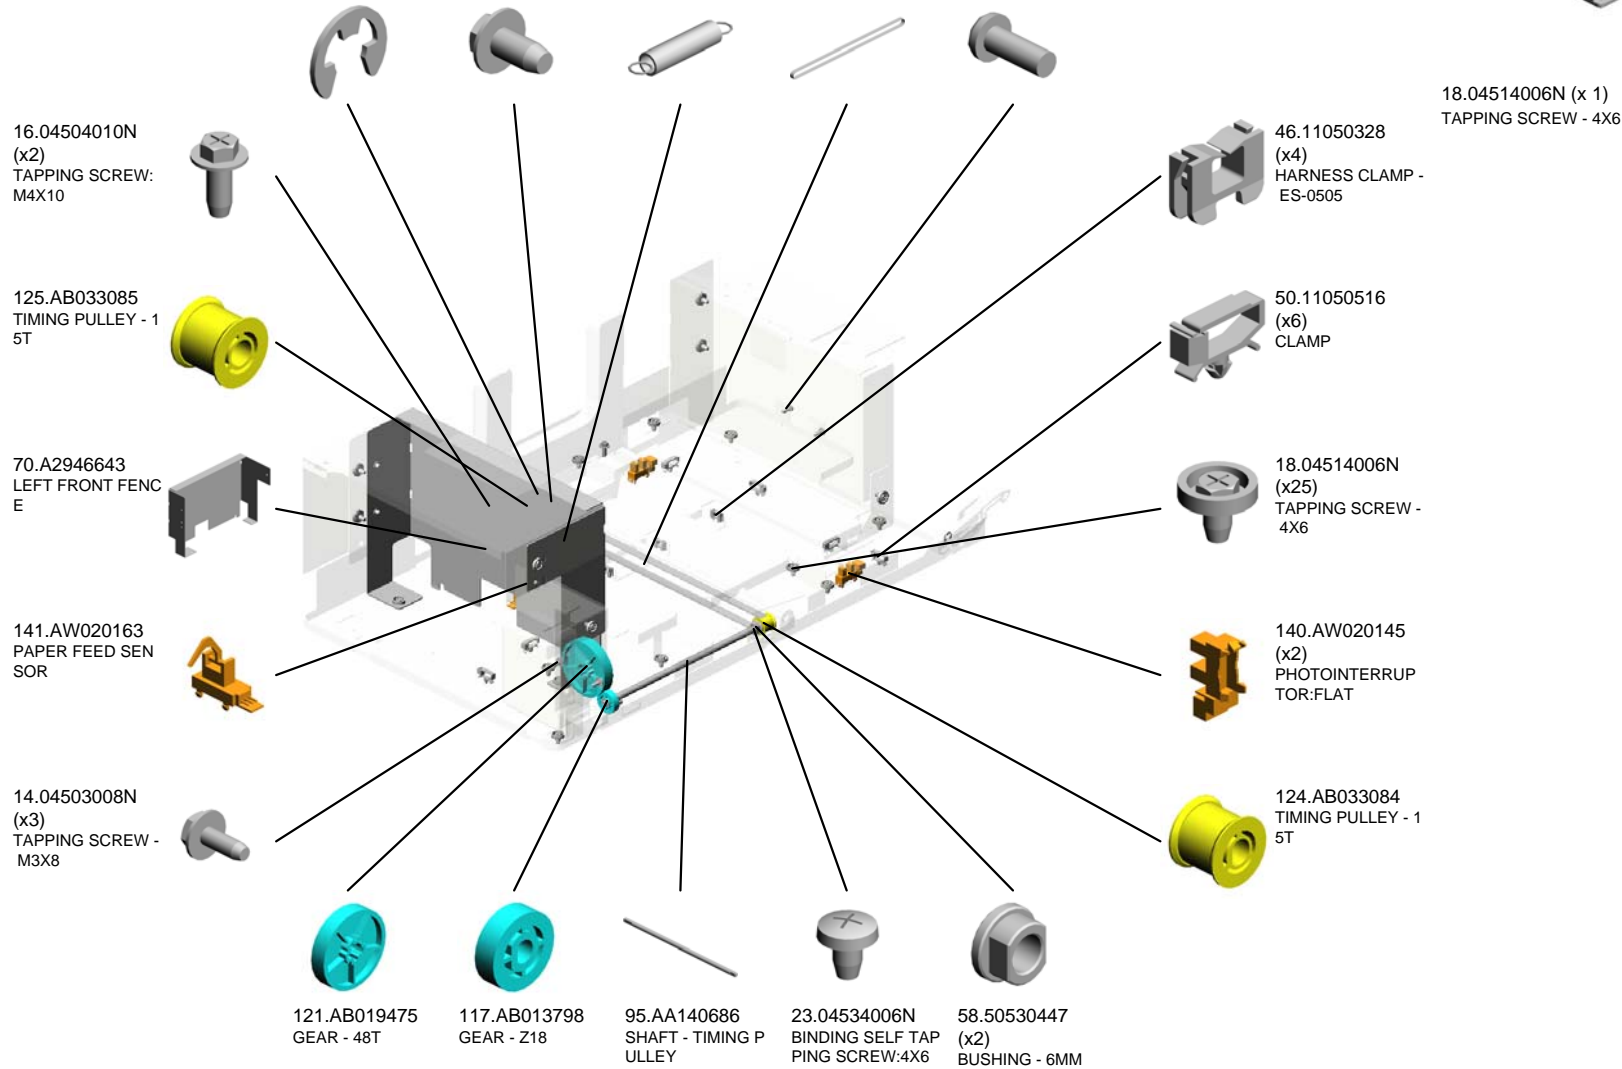 18.04514006N (x 1)
TAPPING SCREW - 4X6
16.04504010N
(x2)
TAPPING SCREW:
M4X10
125.AB033085
TIMING PULLEY - 1
5T
70.A2946643
LEFT FRONT FENC
E
141.AW020163
PAPER FEED SEN
SOR
14.04503008N
(x3)
TAPPING SCREW -
M3X8
46.11050328
(x4)
HARNESS CLAMP -
ES-0505
50.11050516
(x6)
CLAMP
18.04514006N
(x25)
TAPPING SCREW -
4X6
140.AW020145
(x2)
PHOTOINTERRUP
TOR:FLAT
124.AB033084
TIMING PULLEY - 1
5T
121.AB019475
GEAR - 48T
117.AB013798
GEAR - Z18
95.AA140686
SHAFT - TIMING P
ULLEY
23.04534006N
BINDING SELF TAP
PING SCREW:4X6
58.50530447
(x2)
BUSHING - 6MM